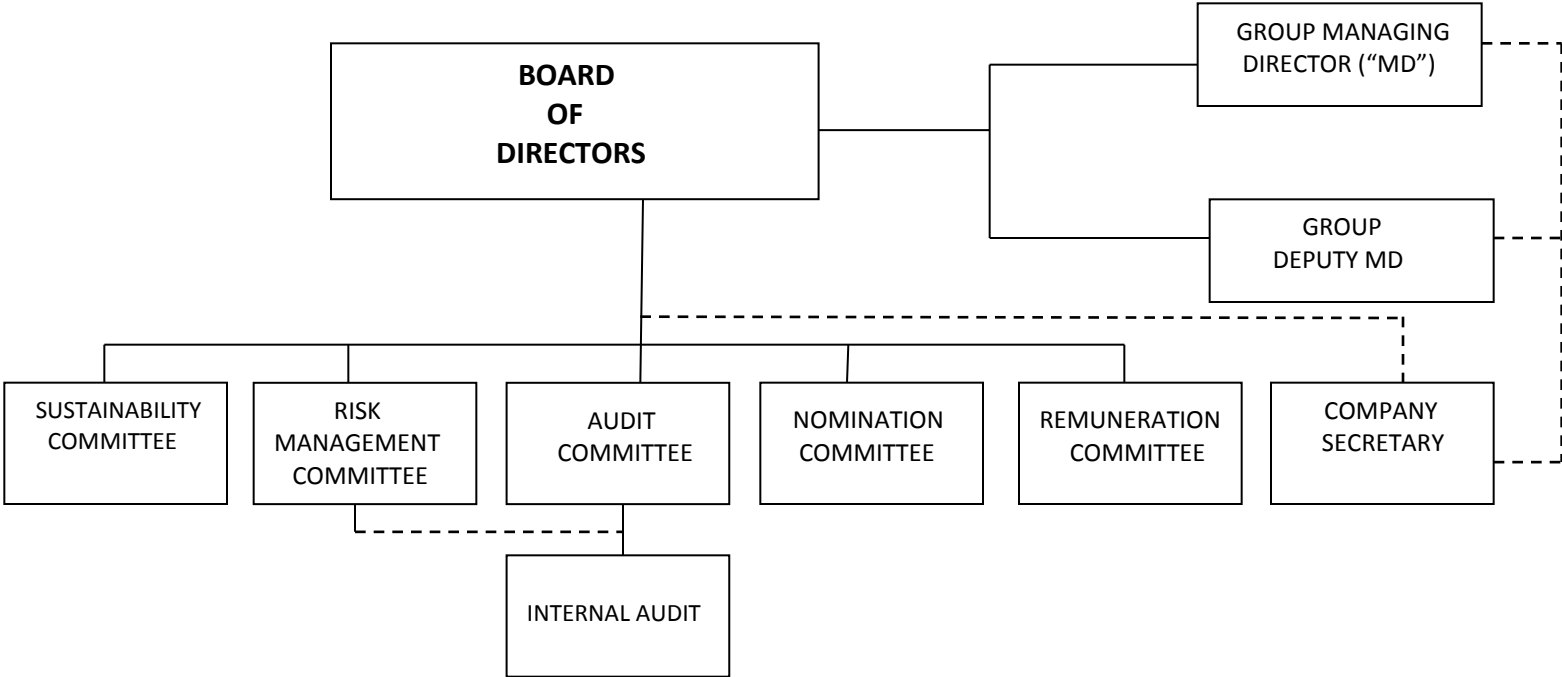 BOARD
OF
DIRECTORS
GROUP MANAGING
DIRECTOR (“MD”)
GROUP
DEPUTY MD
SUSTAINABILITY
COMMITTEE
RISK
MANAGEMENT
COMMITTEE
AUDIT
COMMITTEE
NOMINATION
COMMITTEE
REMUNERATION
COMMITTEE
COMPANY
SECRETARY
INTERNAL AUDIT